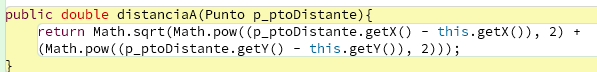 public double distanciaA(Punto p_ptoDistante){
return Math.sqrt(Math.pow((p_ptoDistante.getX() - this.getX()), 2) +
(Math.pow((p_ptoDistante.getY() - this.getY()), 2)));
}